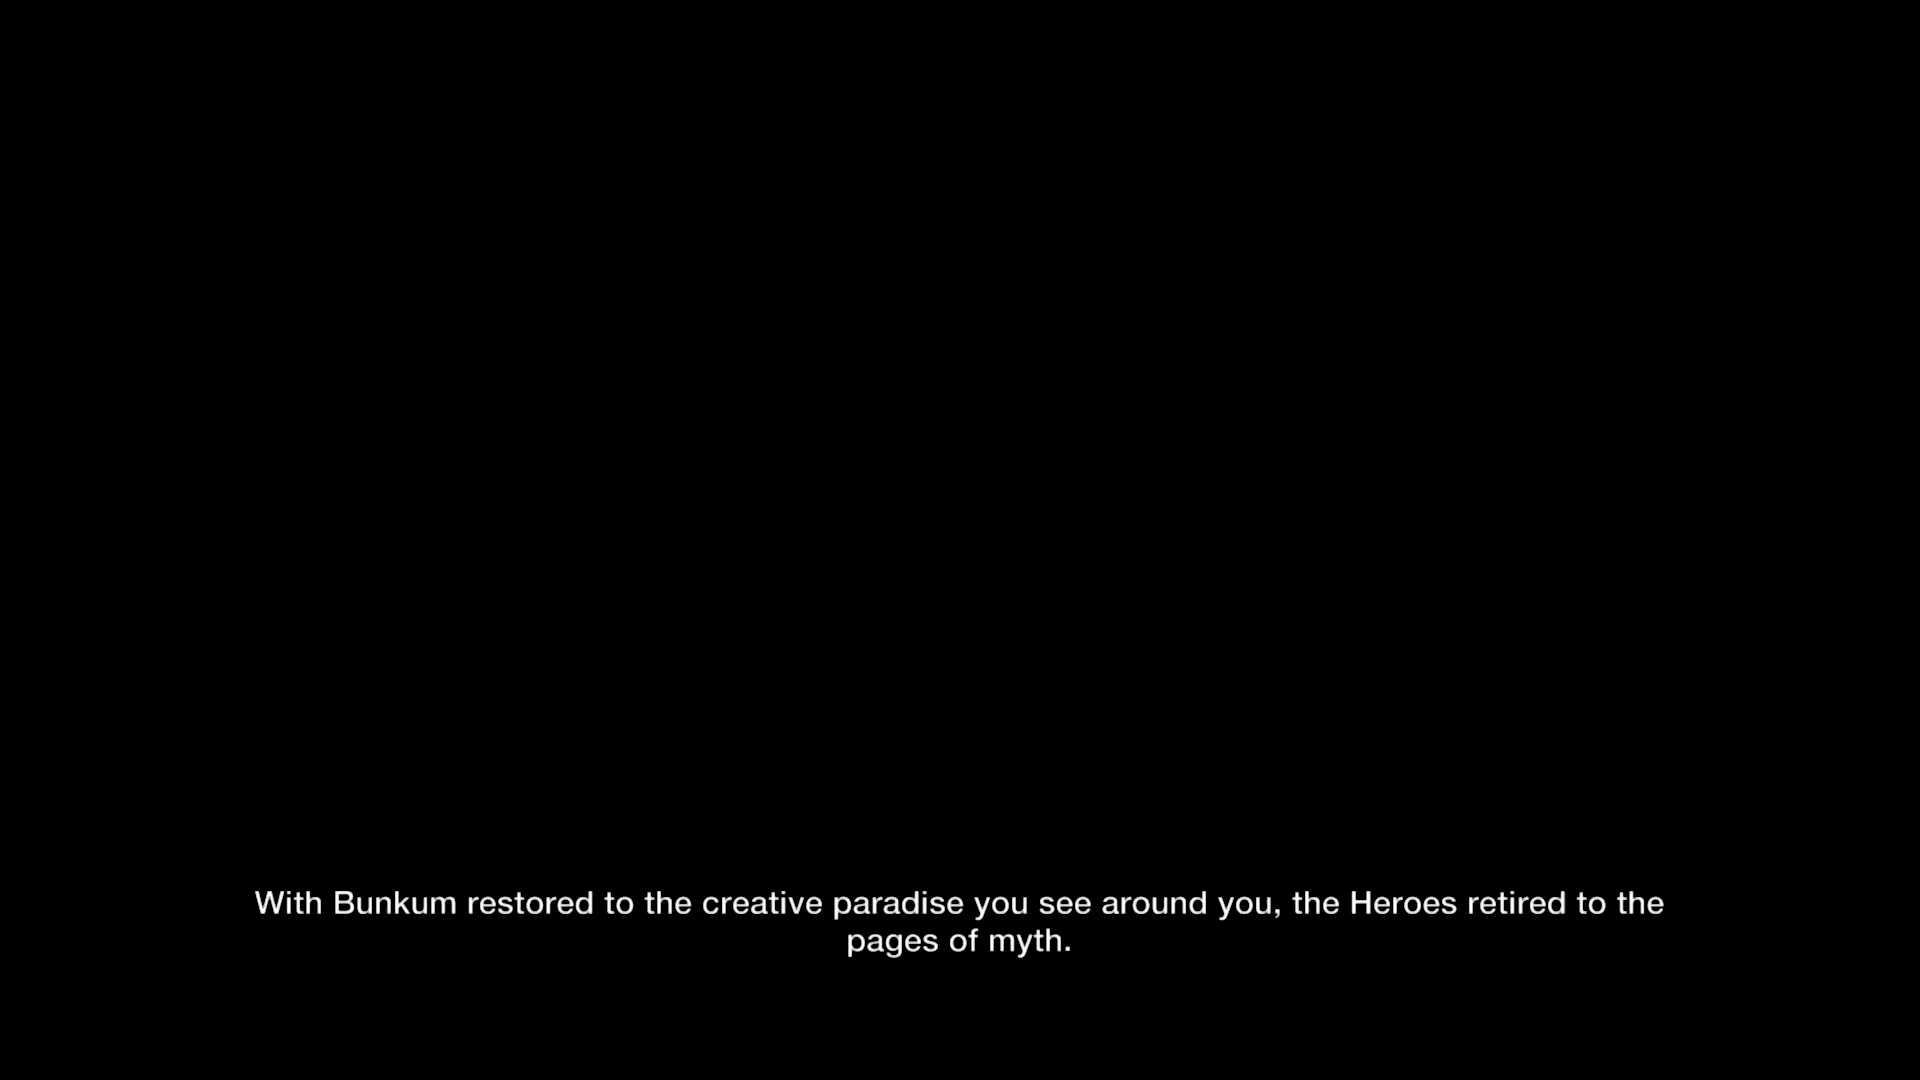 With Bunkum restored to the creative paradise you see around you, the Heroes retired to the
pages of myth.